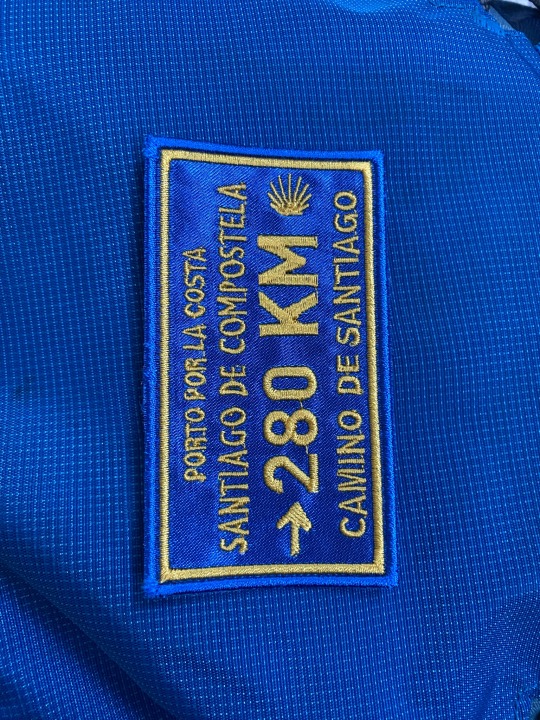 PORTO POR LA COSTA
SANTIAGO DE COMPOSTELA
→280 KM
CAMINO DE SANTIAGO